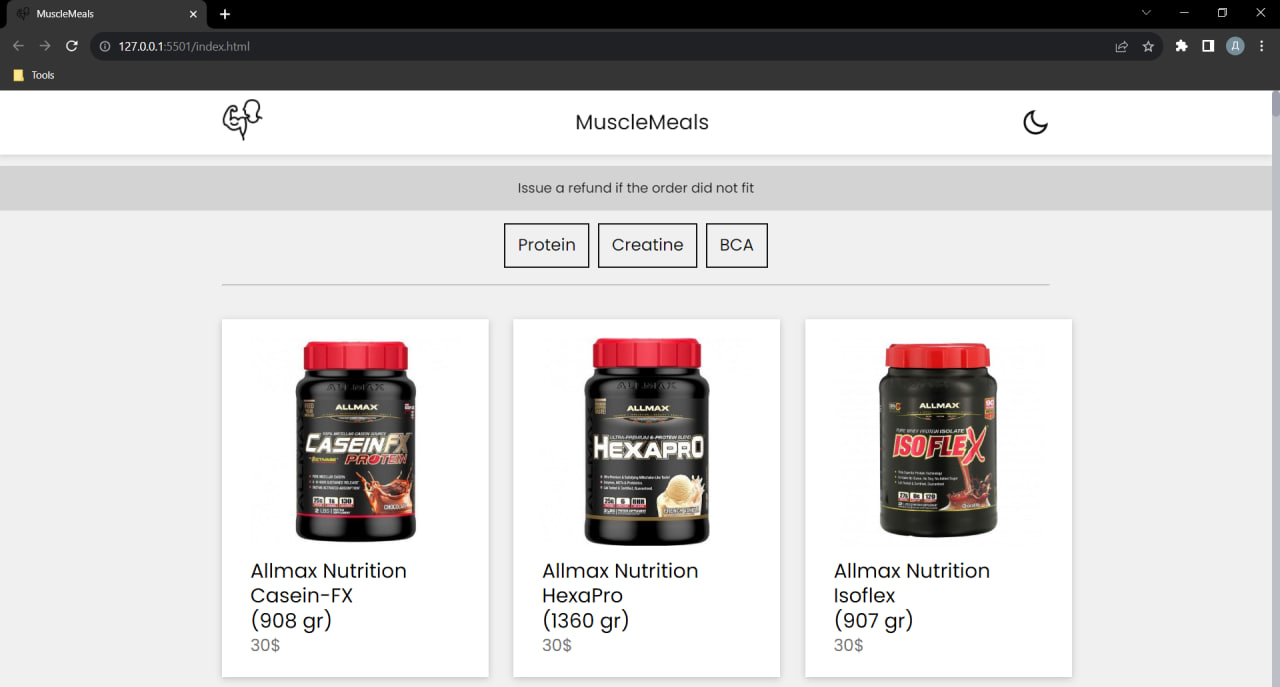 MuscleMeals
127.0.0.1:5501/index.html
Д
Tools
MuscleMeals
Issue a refund if the order did not fit
Protein
Creatine
BCA
ALLMAX
CASEINFX
PROTEIN
ALLMAX
HEXAPRO
ALLMAX
ISOFLEX
Allmax Nutrition
Casein-FX
(908 gr)
30$
Allmax Nutrition
HexaPro
(1360 gr)
30$
Allmax Nutrition
Isoflex
(907 gr)
30$